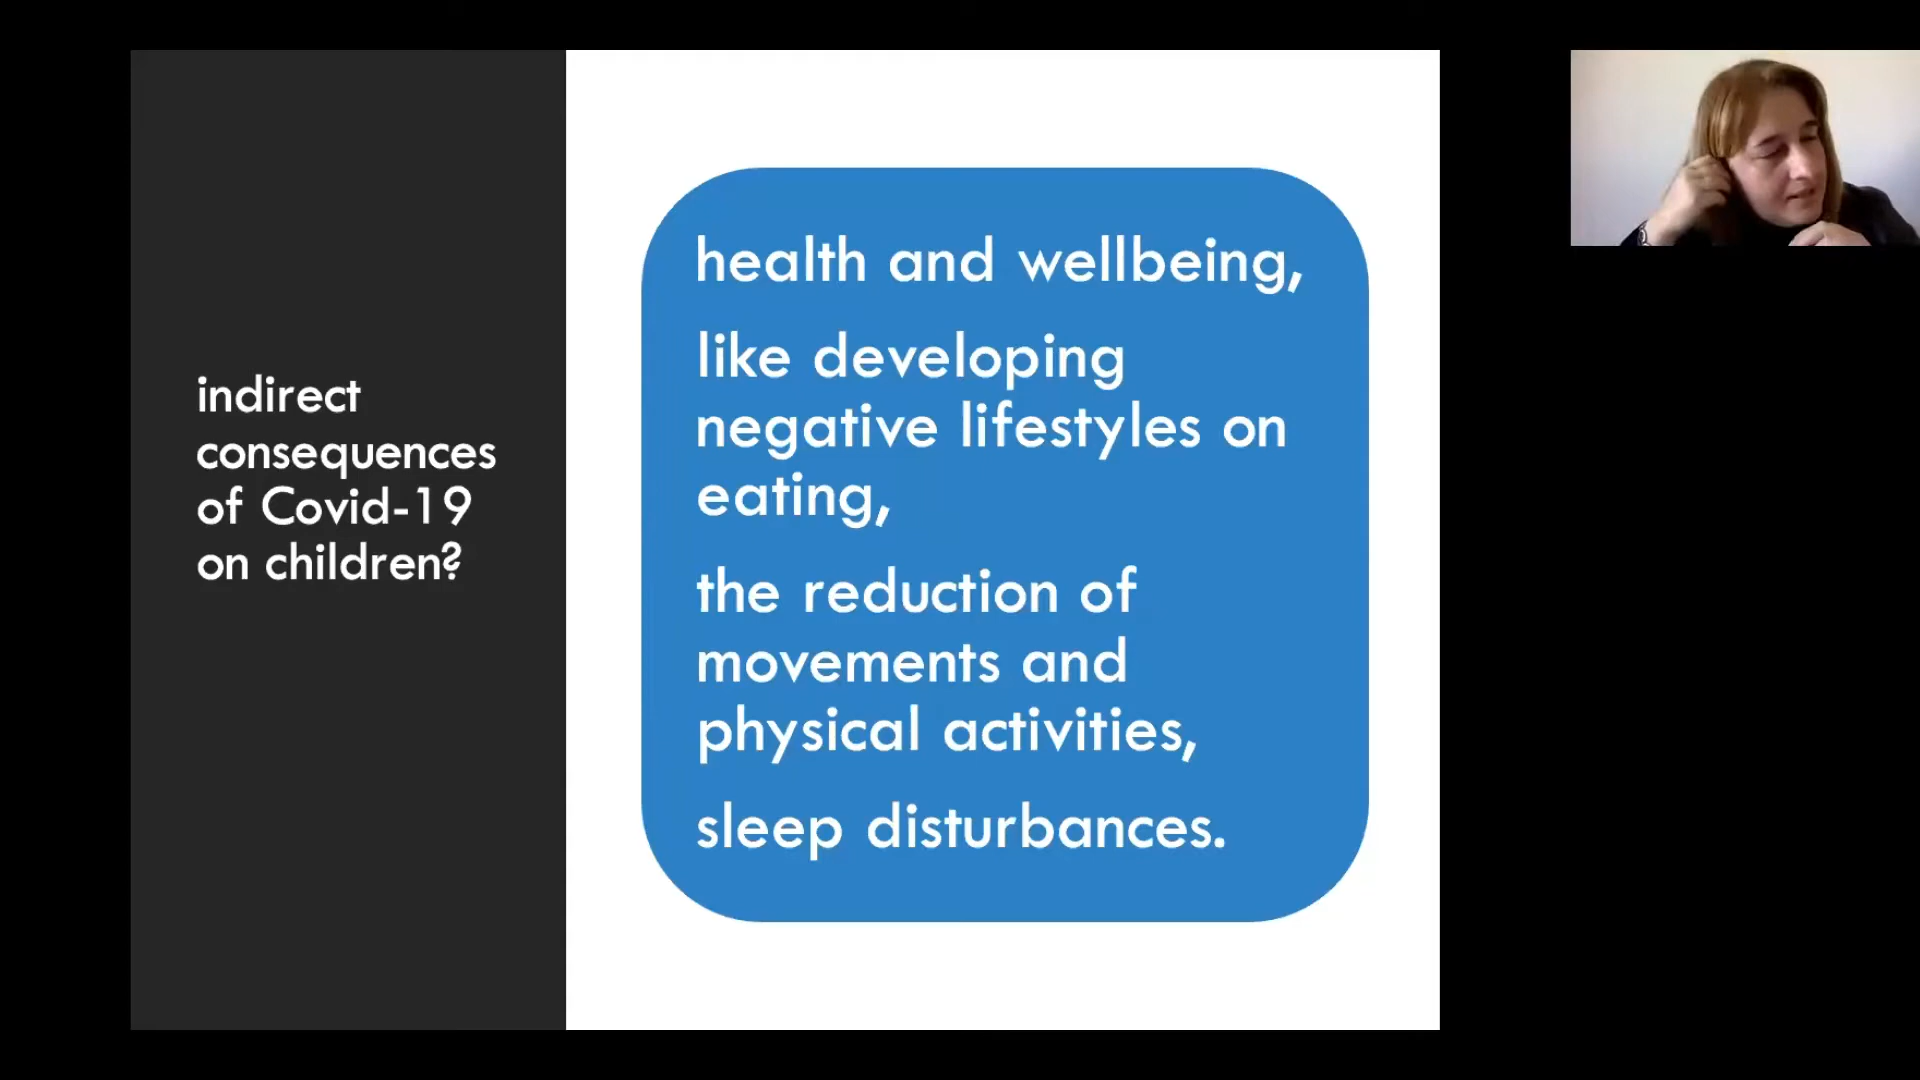 indirect
consequences
of Covid-19
on children?
health and wellbeing,
like developing
negative lifestyles on
eating,
the reduction of
movements and
physical activities,
sleep disturbances.